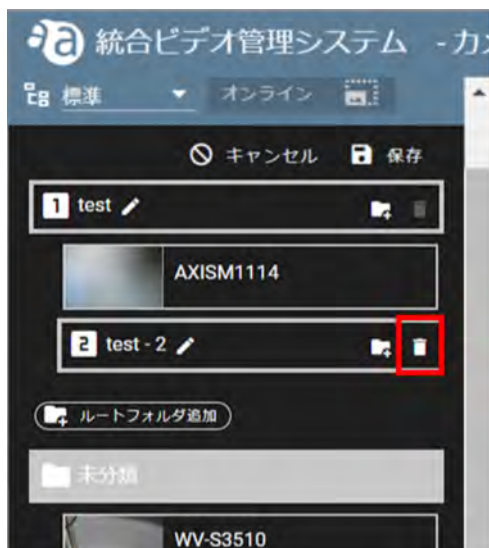 a 統合ビデオ管理システム - カメ
標準 オンライン
キャンセル 保存
1 test
AXISM1114
2 test - 2
ルートフォルダ追加
未分類
WV-S3510